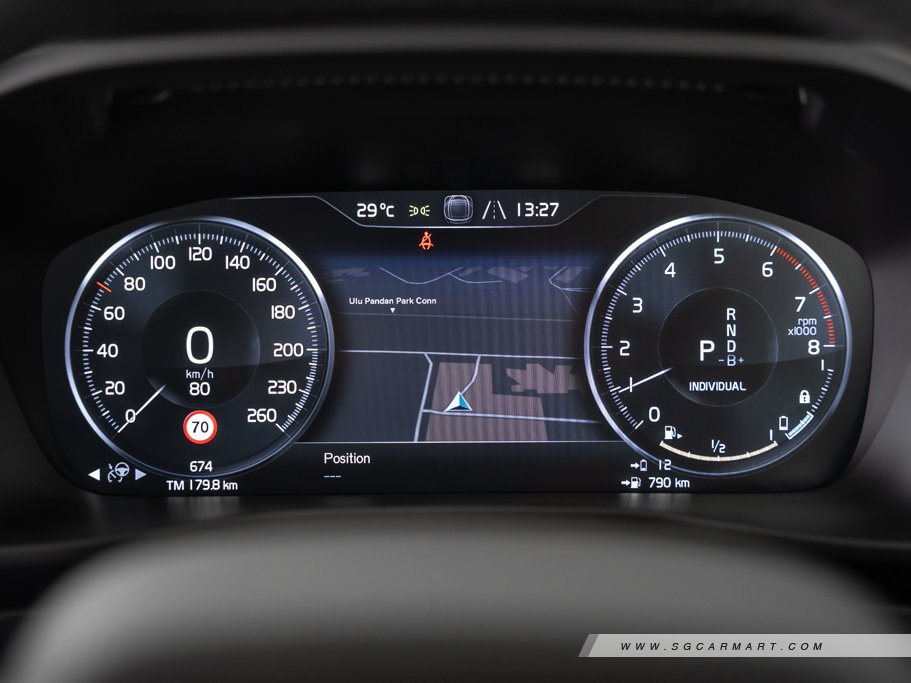 29°C 13:27
Ulu Pandan Park Conn
0 20 40 60 80 100 120 140 160 180 200 230 260
0
km/h
80
70
674
TM 179.8 km
Position
---
0 1 2 3 4 5 6 7 8
rpm
x1000
R
N
P D
-B+
INDIVIDUAL
1
1/2 1
12
790 km
WWW.SGCARMART.COM